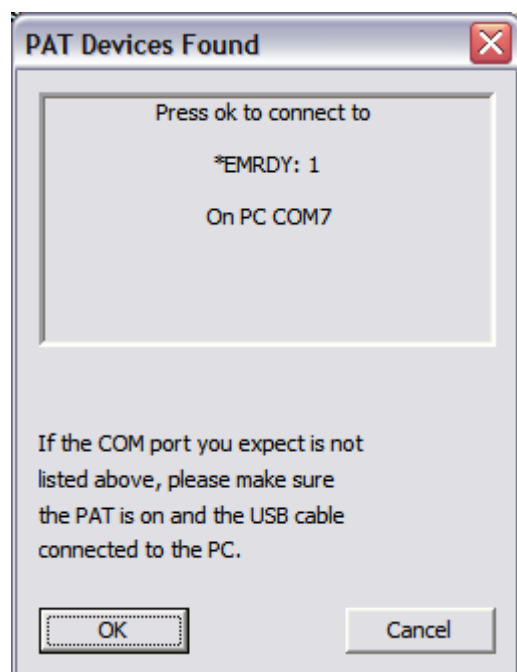 PAT Devices Found
Press ok to connect to
*EMRDY: 1
On PC COM7
If the COM port you expect is not
listed above, please make sure
the PAT is on and the USB cable
connected to the PC.
OK
Cancel